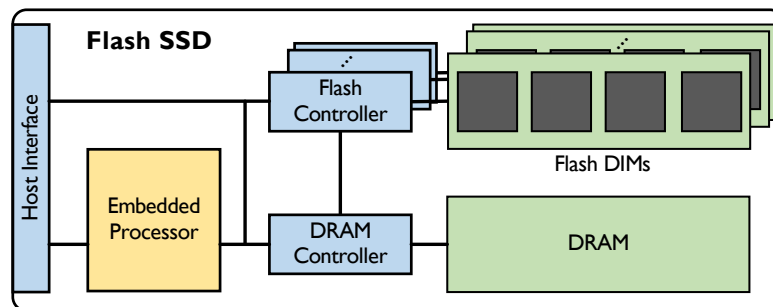 Flash SSD
Host Interface
Flash
Controller
Flash DIMs
Embedded
Processor
DRAM
Controller
DRAM